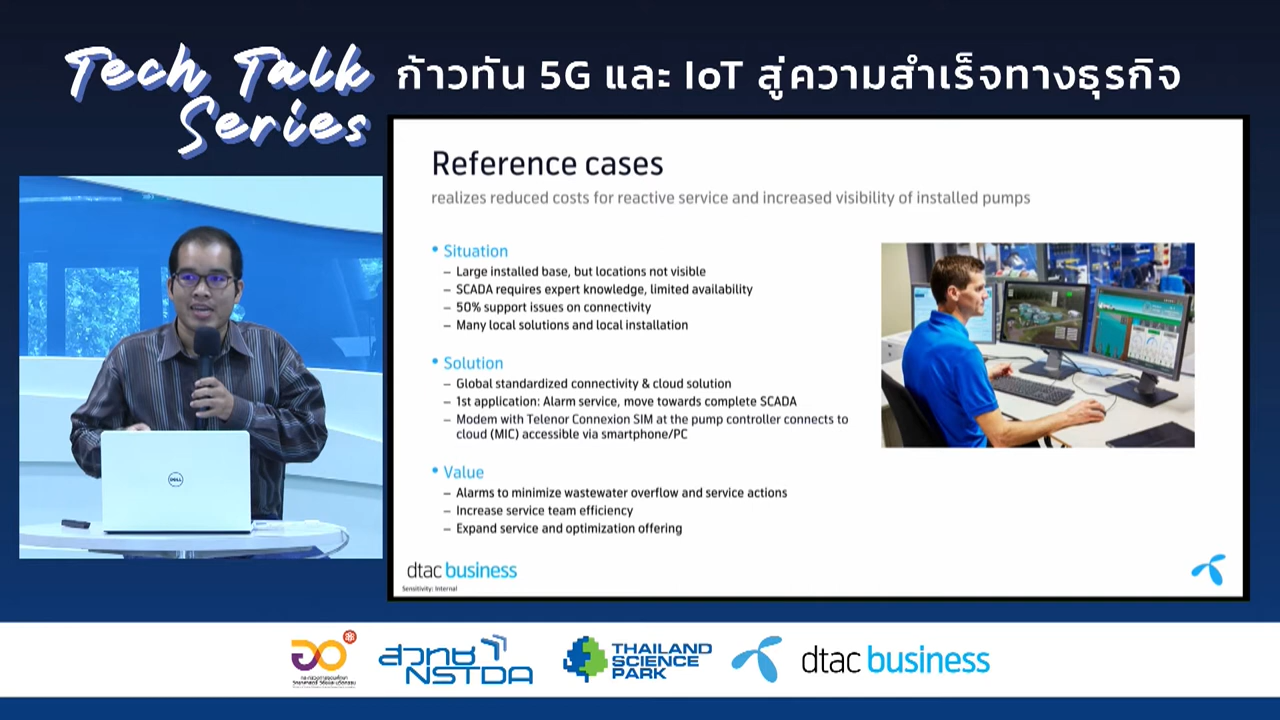 Tech Talk
Series
ก้าวทัน 5G และ IoT สู่ความสำเร็จทางธุรกิจ
Reference cases
realizes reduced costs for reactive service and increased visibility of installed pumps
• Situation
– Large installed base, but locations not visible
– SCADA requires expert knowledge, limited availability
– 50% support issues on connectivity
– Many local solutions and local installation
• Solution
– Global standardized connectivity & cloud solution
– 1st application: Alarm service, move towards complete SCADA
– Modem with Telenor Connexion SIM at the pump controller connects to
cloud (MIC) accessible via smartphone/PC
• Value
– Alarms to minimize wastewater overflow and service actions
– Increase service team efficiency
– Expand service and optimization offering
dtac business
Sensitivity: Internal
DELL
สวทช
NSTDA
THAILAND
SCIENCE
PARK
dtac business